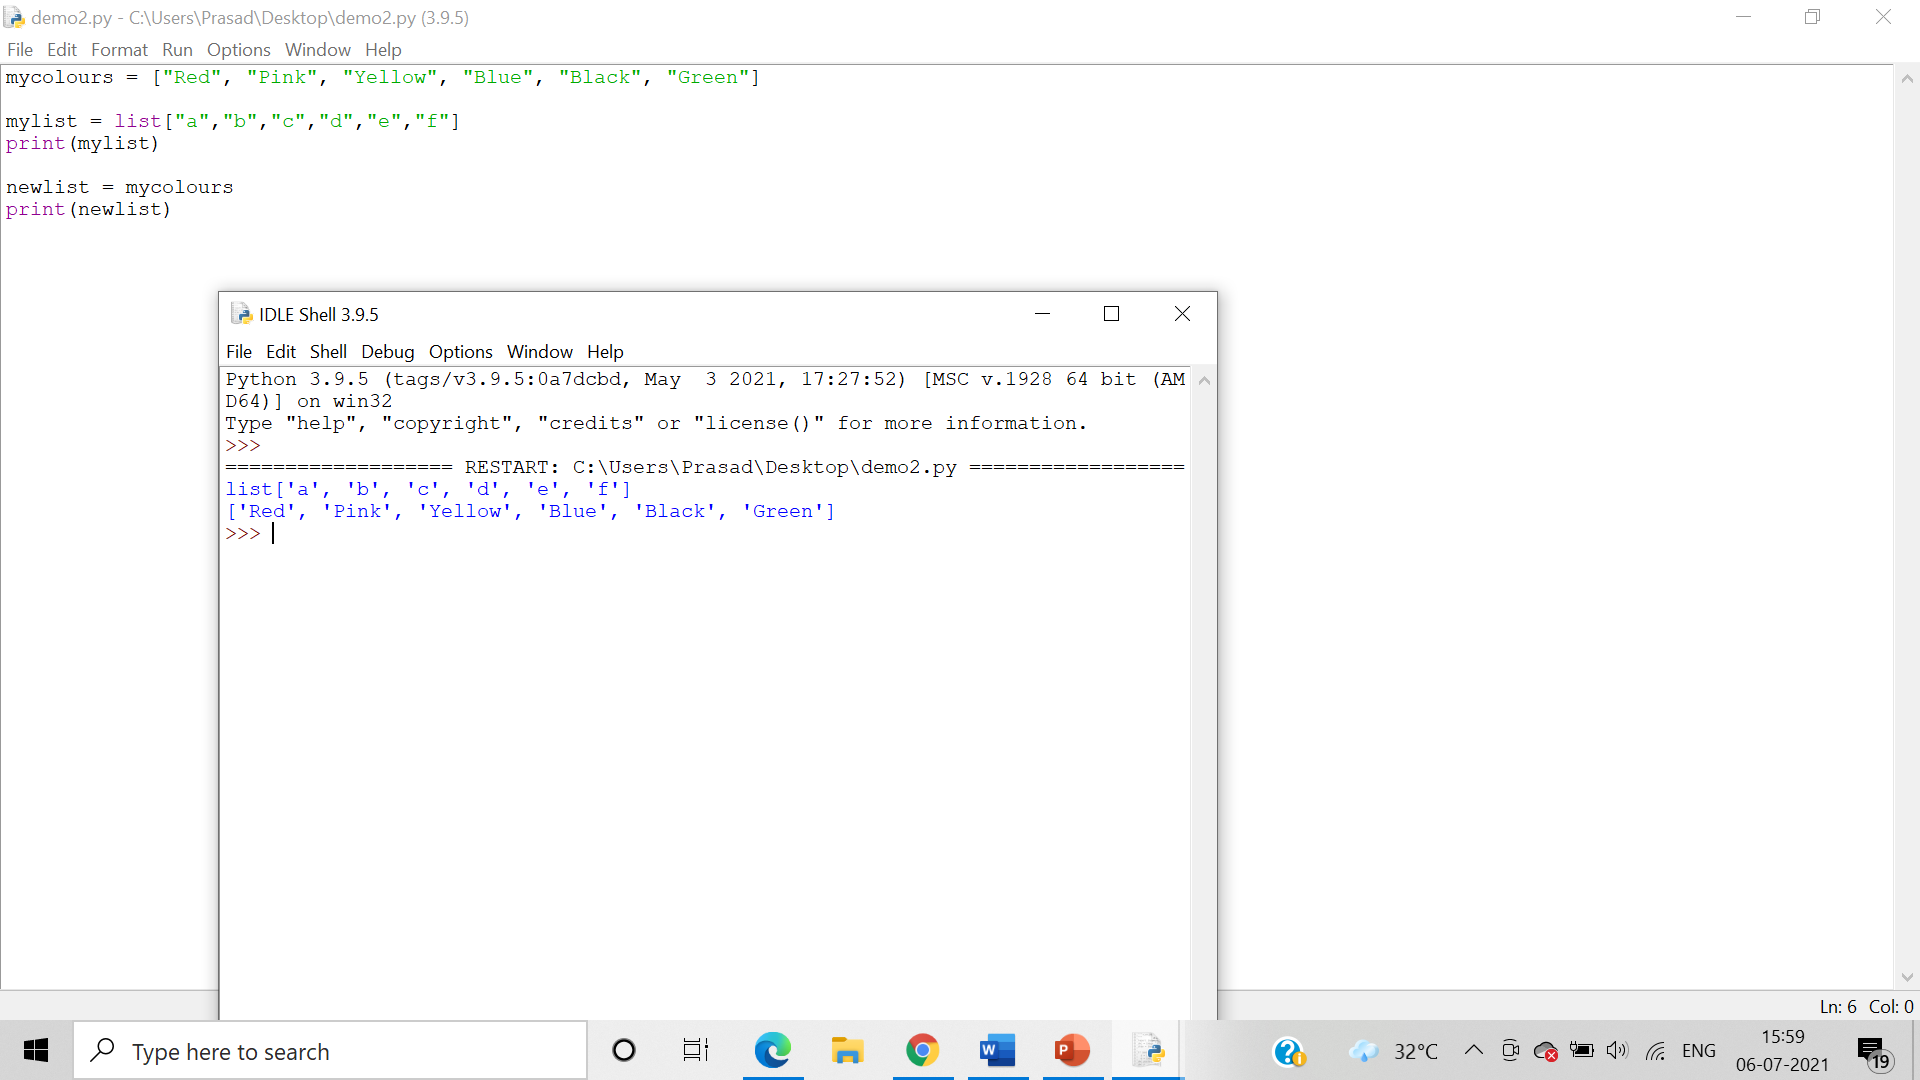 demo2.py - C:\Users\Prasad\Desktop\demo2.py (3.9.5)
File Edit Format Run Options Window Help
mycolours = ["Red", "Pink", "Yellow", "Blue", "Black", "Green"]
mylist = list["a","b","c","d","e","f"]
print(mylist)
newlist = mycolours
print(newlist)
IDLE Shell 3.9.5
File Edit Shell Debug Options Window Help
Python 3.9.5 (tags/v3.9.5:0a7dcbd, May  3 2021, 17:27:52) [MSC v.1928 64 bit (AM
D64)] on win32
Type "help", "copyright", "credits" or "license()" for more information.
>>>
=================== RESTART: C:\Users\Prasad\Desktop\demo2.py ==================
list['a', 'b', 'c', 'd', 'e', 'f']
['Red', 'Pink', 'Yellow', 'Blue', 'Black', 'Green']
>>>
Ln: 6 Col: 0
Type here to search
W
P
32°C
ENG
15:59
06-07-2021
19